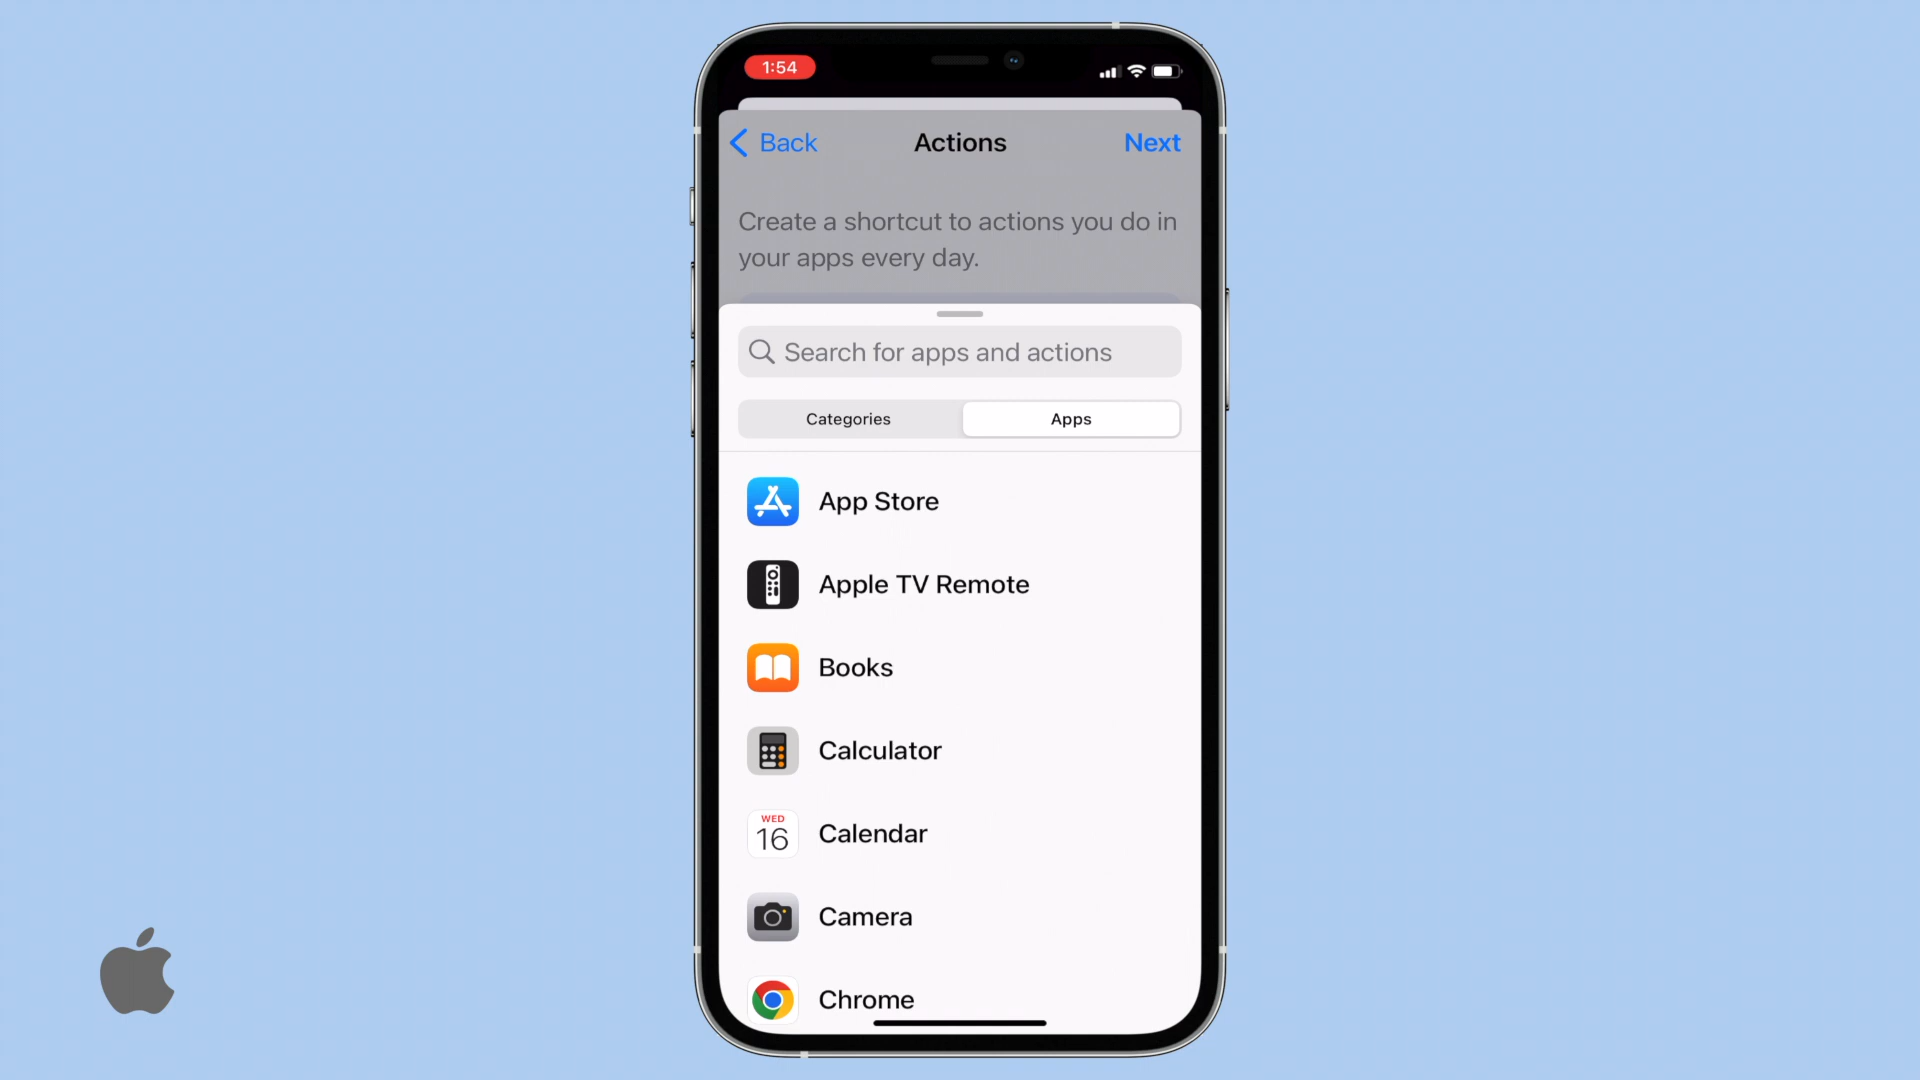 1:54
Back
Actions
Next
Create a shortcut to actions you do in
your apps every day.
Search for apps and actions
Categories
Apps
App Store
Apple TV Remote
Books
Calculator
WED
16
Calendar
Camera
Chrome